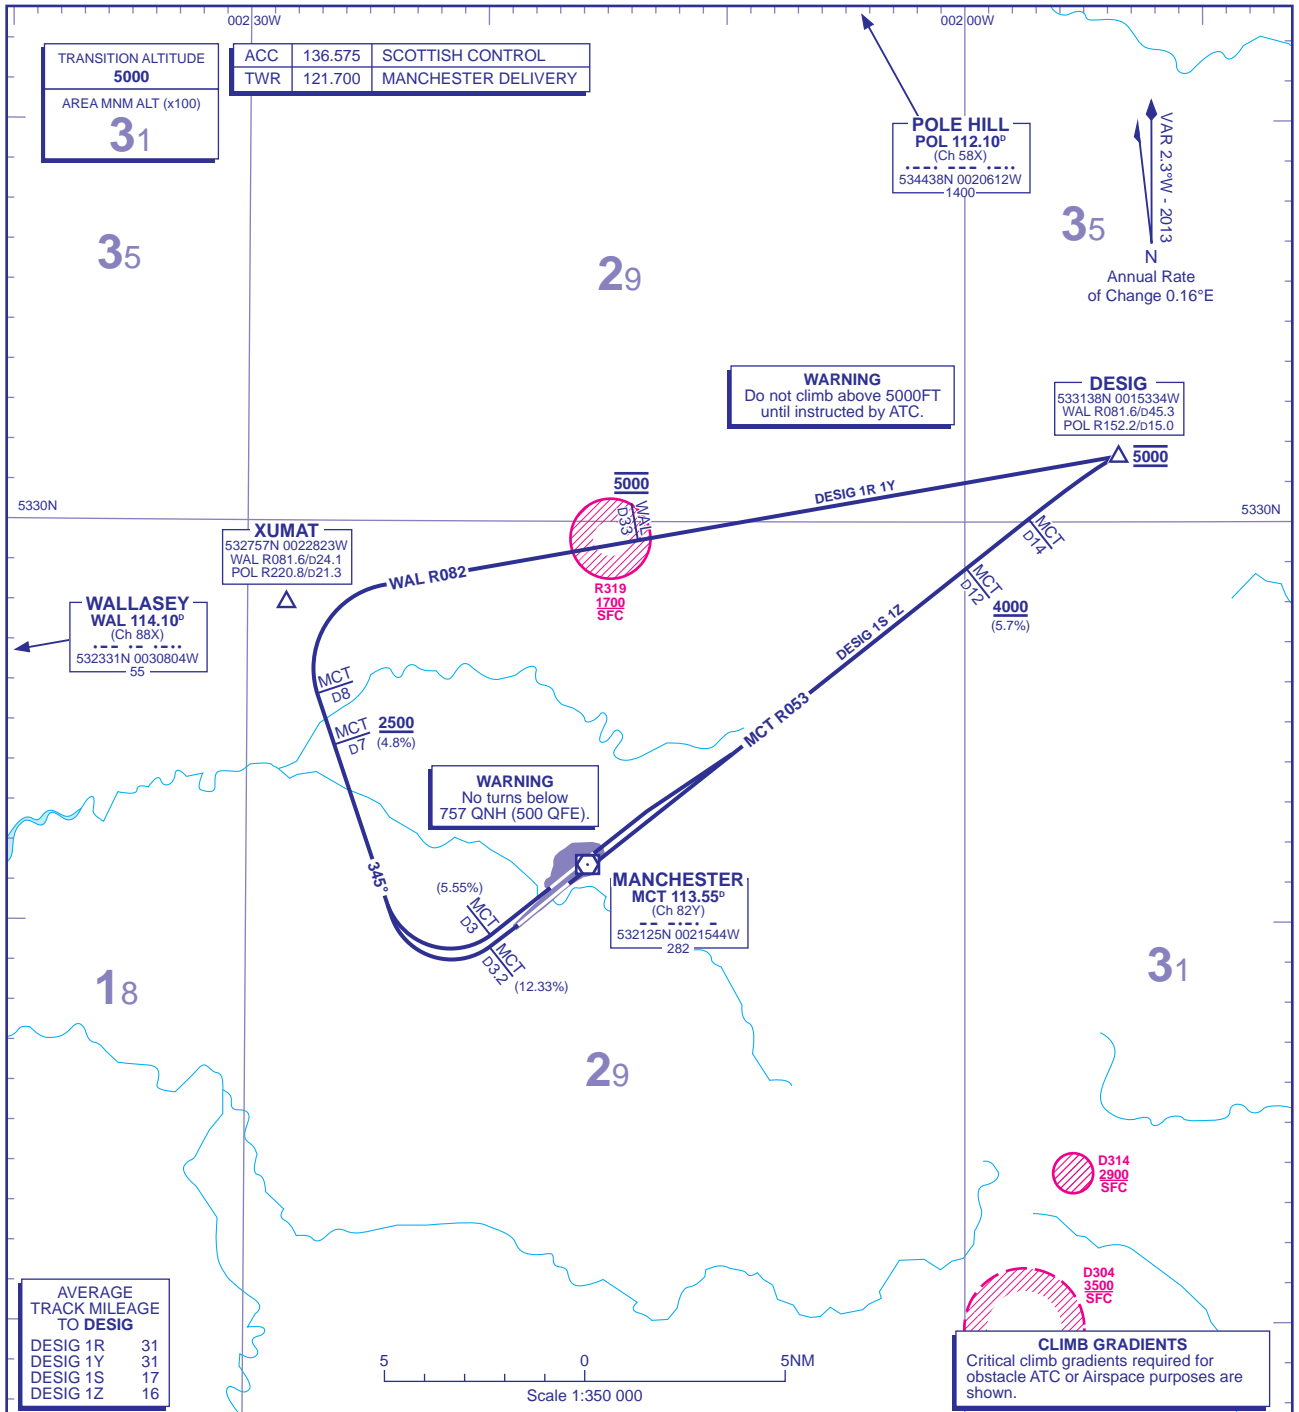 002 30W
002 00W
TRANSITION ALTITUDE
5000
AREA MNM ALT (x100)
31
ACC 136.575 SCOTTISH CONTROL
TWR 121.700 MANCHESTER DELIVERY
POLE HILL
POL 112.10D
(Ch 58X)
534438N 0020612W
1400
VAR 2.3°W - 2013
N
Annual Rate
of Change 0.16°E
35
29
35
WARNING
Do not climb above 5000FT
until instructed by ATC.
DESIG
533138N 0015334W
WAL R081.6/D45.3
POL R152.2/D15.0
5000
5000
WAL
D33
DESIG 1R 1Y
5330N
5330N
XUMAT
532757N 0022823W
WAL R081.6/D24.1
POL R220.8/D21.3
WAL R082
R319
1700
SFC
MCT
D14
MCT
D12
4000
(5.7%)
WALLASEY
WAL 114.10D
(Ch 88X)
532331N 0030804W
55
DESIG 1S 1Z
MCT
D8
MCT
D7
2500
(4.8%)
MCT R053
WARNING
No turns below
757 QNH (500 QFE).
345°
(5.55%)
MCT
D3
MCT
D3.2
(12.33%)
MANCHESTER
MCT 113.55D
(Ch 82Y)
532125N 0021544W
282
18
31
29
D314
2900
SFC
D304
3500
SFC
AVERAGE
TRACK MILEAGE
TO DESIG
DESIG 1R 31
DESIG 1Y 31
DESIG 1S 17
DESIG 1Z 16
5 0 5NM
Scale 1:350 000
CLIMB GRADIENTS
Critical climb gradients required for
obstacle ATC or Airspace purposes are
shown.